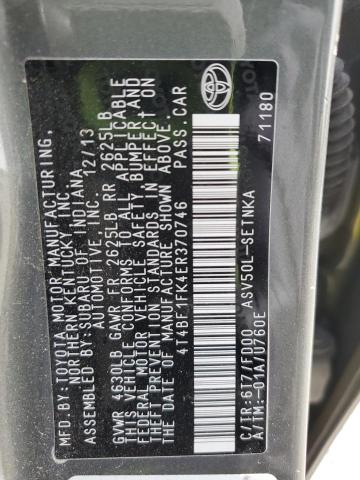 MFD. BY:TOYOTA MOTOR MANUFACTURING,
NORTHERN KENTUCKY, INC.
BY:SUBARU OF INDIANA
AUTOMOTIVE, INC. 12/13
GVWR 4630LB GAWR FR 2625LB RR 2625LB
THIS VEHICLE CONFORMS TO ALL APPLICABLE
FEDERAL MOTOR VEHICLE SAFETY, BUMPER, AND
THEFT PREVENTION STANDARDS IN EFFECT ON
THE DATE OF MANUFACTURE SHOWN ABOVE.
4T4BF1FK4ER370746 PASS.CAR
C/TR:6T7/FD00 ASV50L-SETNKA
A/TM:-01A/U760E 71180